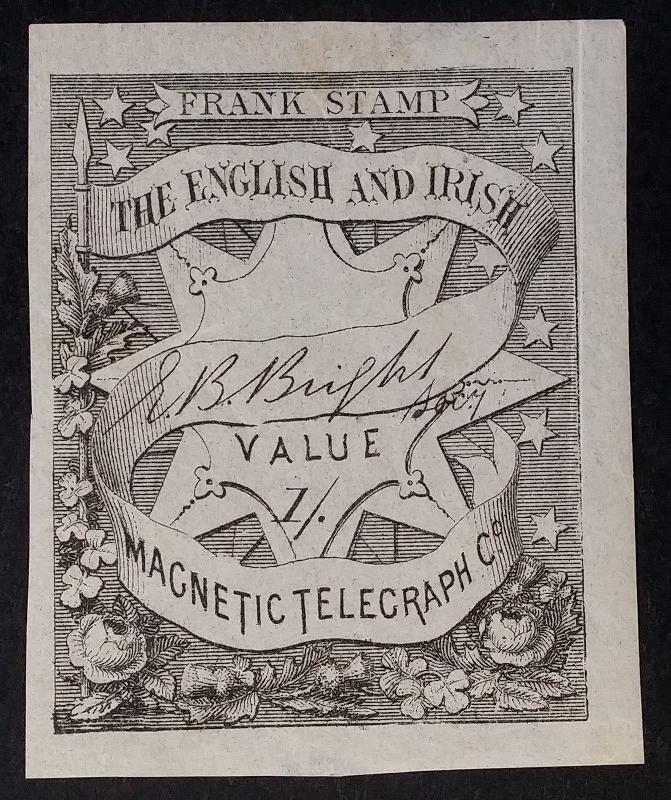 FRANK STAMP
THE ENGLISH AND IRISH
E. B. Bright
Secy
VALUE
1/.
MAGNETIC TELEGRAPH Co.